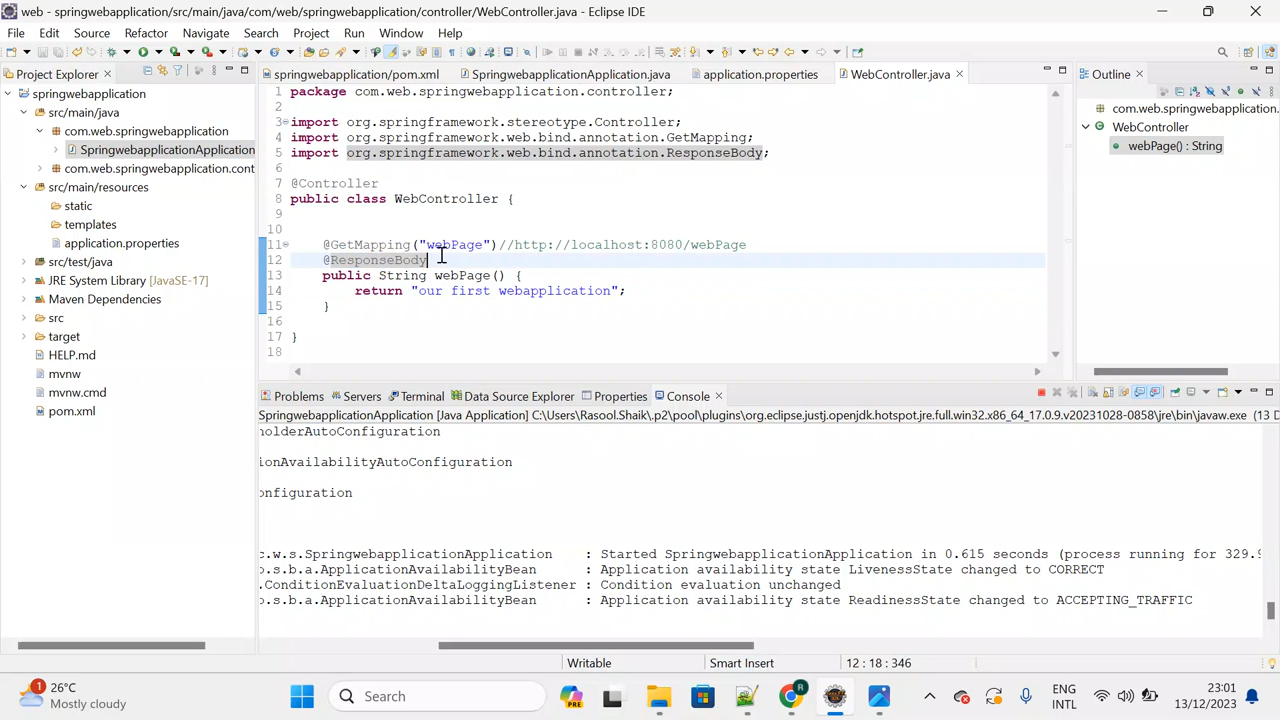 web - springwebapplication/src/main/java/com/web/springwebapplication/controller/WebController.java - Eclipse IDE
File Edit Source Refactor Navigate Search Project Run Window Help
Project Explorer
springwebapplication
src/main/java
com.web.springwebapplication
SpringwebapplicationApplication
com.web.springwebapplication.cont
src/main/resources
static
templates
application.properties
src/test/java
JRE System Library [JavaSE-17]
Maven Dependencies
src
target
HELP.md
mvnw
mvnw.cmd
pom.xml
springwebapplication/pom.xml SpringwebapplicationApplication.java application.properties WebController.java
1 package com.web.springwebapplication.controller;
2
3 import org.springframework.stereotype.Controller;
4 import org.springframework.web.bind.annotation.GetMapping;
5 import org.springframework.web.bind.annotation.ResponseBody;
6
7 @Controller
8 public class WebController {
9
10
11 @GetMapping("webPage")//http://localhost:8080/webPage
12 @ResponseBody
13 public String webPage() {
14 return "our first webapplication";
15 }
16
17 }
18
Outline
com.web.springwebapplication
WebController
webPage() : String
Problems Servers Terminal Data Source Explorer Properties Console
SpringwebapplicationApplication [Java Application] C:\Users\Rasool.Shaik\.p2\pool\plugins\org.eclipse.justj.openjdk.hotspot.jre.full.win32.x86_64_17.0.9.v20231028-0858\jre\bin\javaw.exe (13 D
nolderAutoConfiguration
ionAvailabilityAutoConfiguration
onfiguration
c.w.s.SpringwebapplicationApplication : Started SpringwebapplicationApplication in 0.615 seconds (process running for 329.9
o.s.b.a.ApplicationAvailabilityBean : Application availability state LivenessState changed to CORRECT
.ConditionEvaluationDeltaLoggingListener : Condition evaluation unchanged
o.s.b.a.ApplicationAvailabilityBean : Application availability state ReadinessState changed to ACCEPTING_TRAFFIC
Writable Smart Insert 12 : 18 : 346
1
26°C
Mostly cloudy
Search
PRE
R
ENG
INTL
23:01
13/12/2023